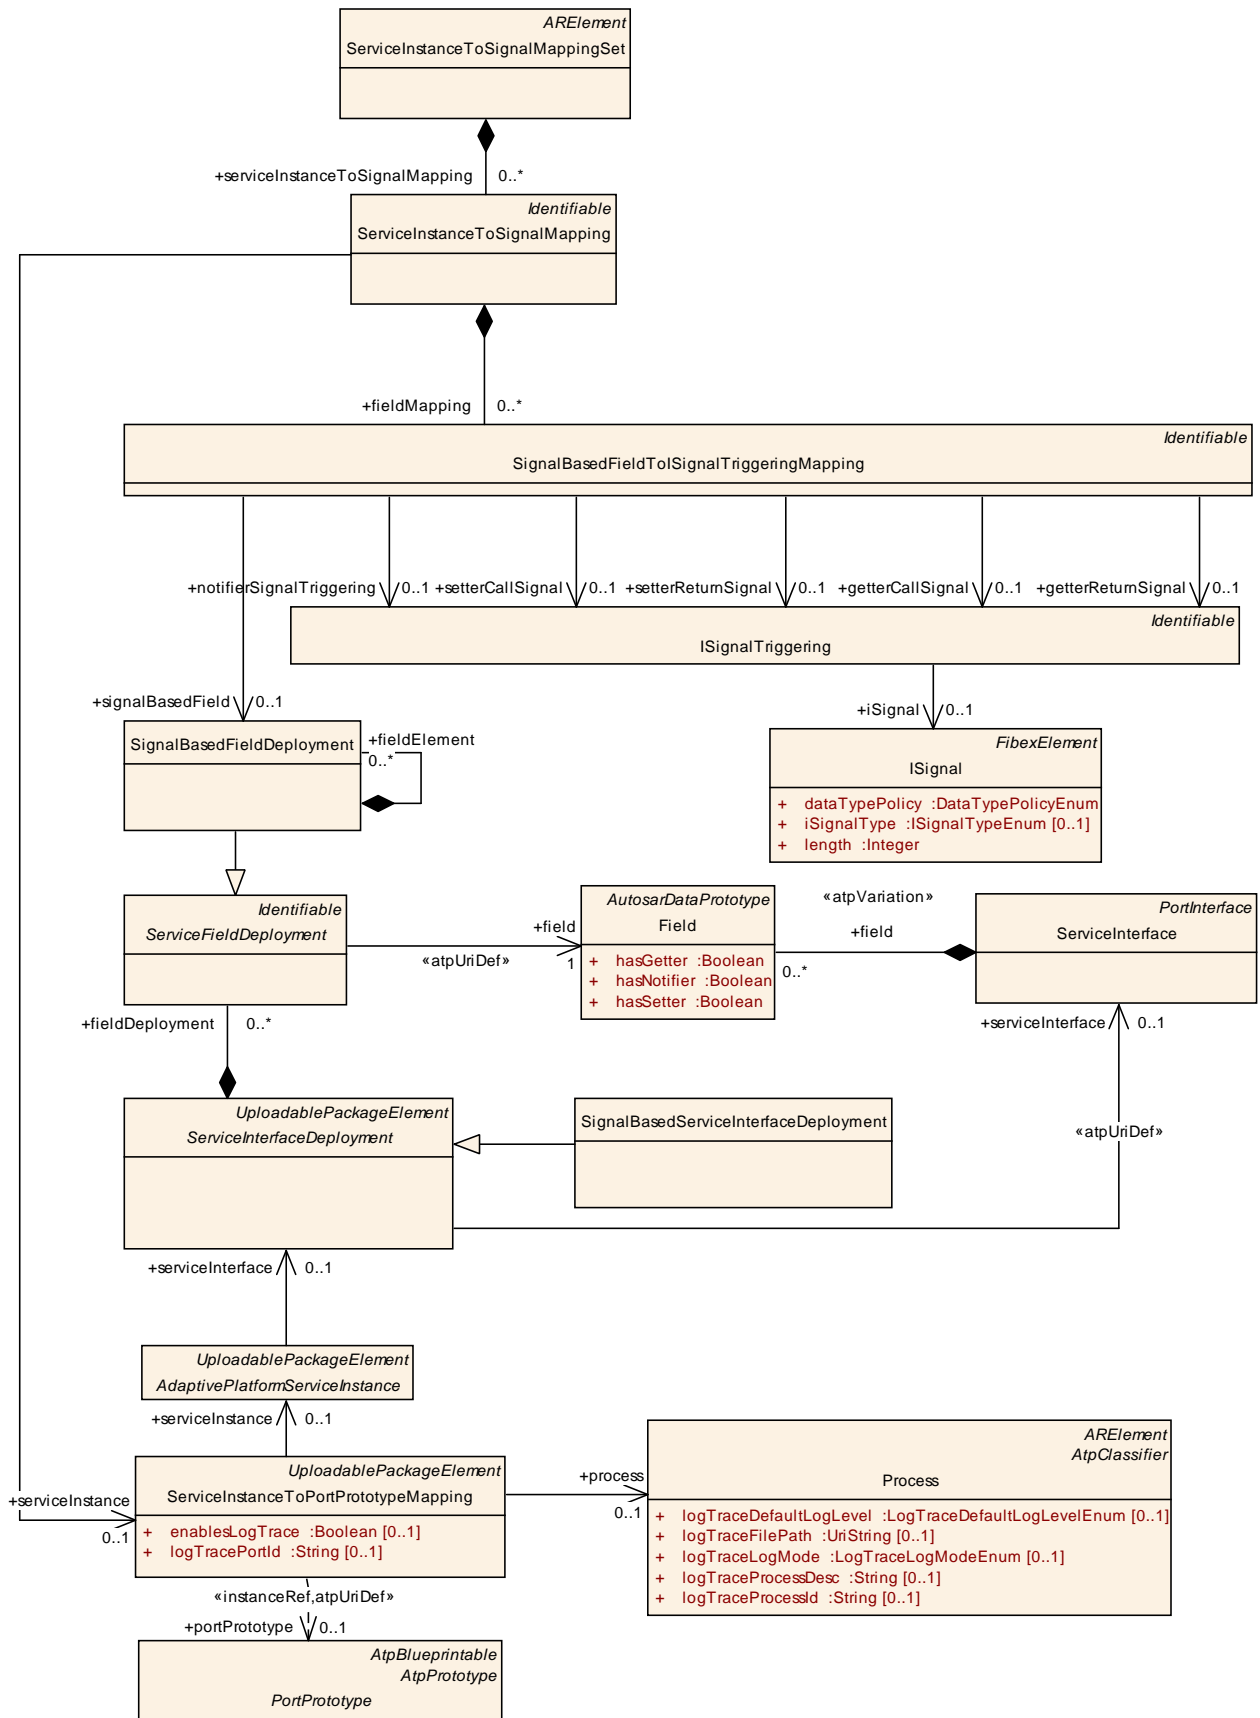 ARElement
ServiceInstanceToSignalMappingSet
+serviceInstanceToSignalMapping 0..*
Identifiable
ServiceInstanceToSignalMapping
+fieldMapping 0..*
Identifiable
SignalBasedFieldToISignalTriggeringMapping
+notifierSignalTriggering 0..1 +setterCallSignal 0..1 +setterReturnSignal 0..1 +getterCallSignal 0..1 +getterReturnSignal 0..1
Identifiable
ISignalTriggering
+signalBasedField 0..1
+iSignal 0..1
SignalBasedFieldDeployment
+fieldElement
0..*
FibexElement
ISignal
+ dataTypePolicy :DataTypePolicyEnum
+ iSignalType :ISignalTypeEnum [0..1]
+ length :Integer
Identifiable
ServiceFieldDeployment
+field
«atpUriDef»
1
AutosarDataPrototype
Field
+ hasGetter :Boolean
+ hasNotifier :Boolean
+ hasSetter :Boolean
«atpVariation»
+field
0..*
PortInterface
ServiceInterface
+fieldDeployment 0..*
+serviceInterface 0..1
UploadablePackageElement
ServiceInterfaceDeployment
SignalBasedServiceInterfaceDeployment
«atpUriDef»
+serviceInterface 0..1
UploadablePackageElement
AdaptivePlatformServiceInstance
+serviceInstance 0..1
+serviceInstance
0..1
UploadablePackageElement
ServiceInstanceToPortPrototypeMapping
+ enablesLogTrace :Boolean [0..1]
+ logTracePortId :String [0..1]
+process
0..1
ARElement
AtpClassifier
Process
+ logTraceDefaultLogLevel :LogTraceDefaultLogLevelEnum [0..1]
+ logTraceFilePath :UriString [0..1]
+ logTraceLogMode :LogTraceLogModeEnum [0..1]
+ logTraceProcessDesc :String [0..1]
+ logTraceProcessId :String [0..1]
«instanceRef,atpUriDef»
+portPrototype 0..1
AtpBlueprintable
AtpPrototype
PortPrototype